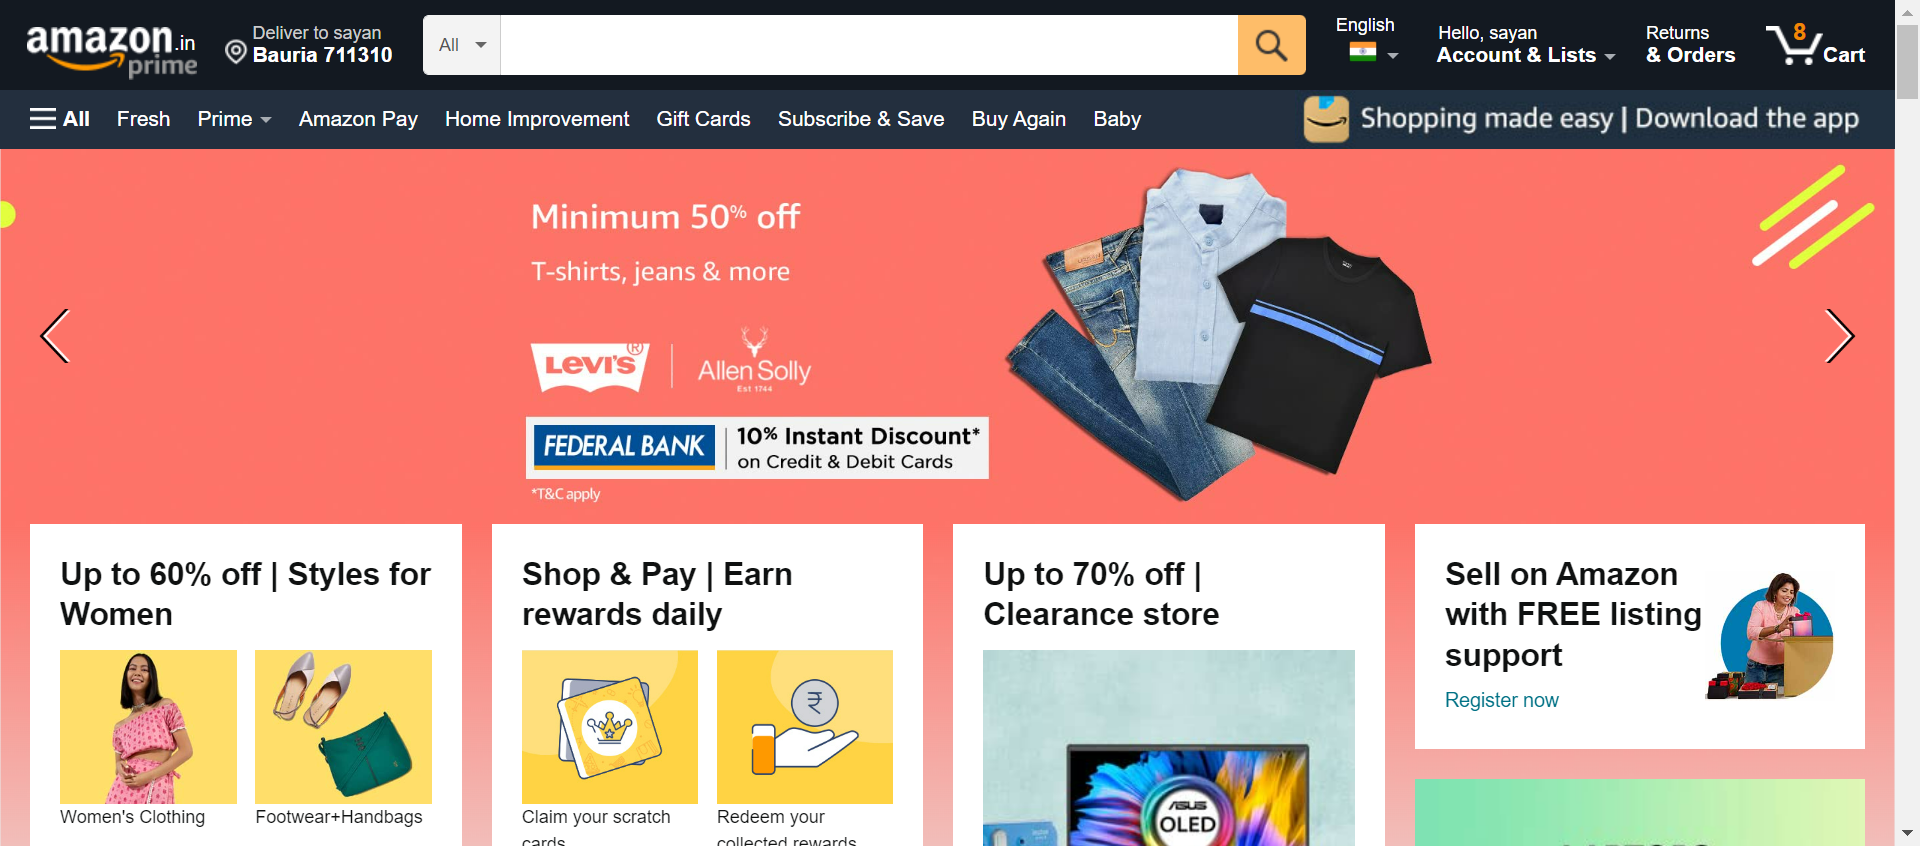 amazon.in
prime
Deliver to sayan
Bauria 711310
All
English
Hello, sayan
Account & Lists
Returns
& Orders
8
Cart
All
Fresh
Prime
Amazon Pay
Home Improvement
Gift Cards
Subscribe & Save
Buy Again
Baby
Shopping made easy | Download the app
Minimum 50% off
T-shirts, jeans & more
LEVI'S®
Allen Solly
Est 1744
FEDERAL BANK
10% Instant Discount*
on Credit & Debit Cards
*T&C apply
Up to 60% off | Styles for
Women
Women's Clothing
Footwear+Handbags
Shop & Pay | Earn
rewards daily
₹
Claim your scratch
cards
Redeem your
collected rewards
Up to 70% off |
Clearance store
ASUS
OLED
Sell on Amazon
with FREE listing
support
Register now